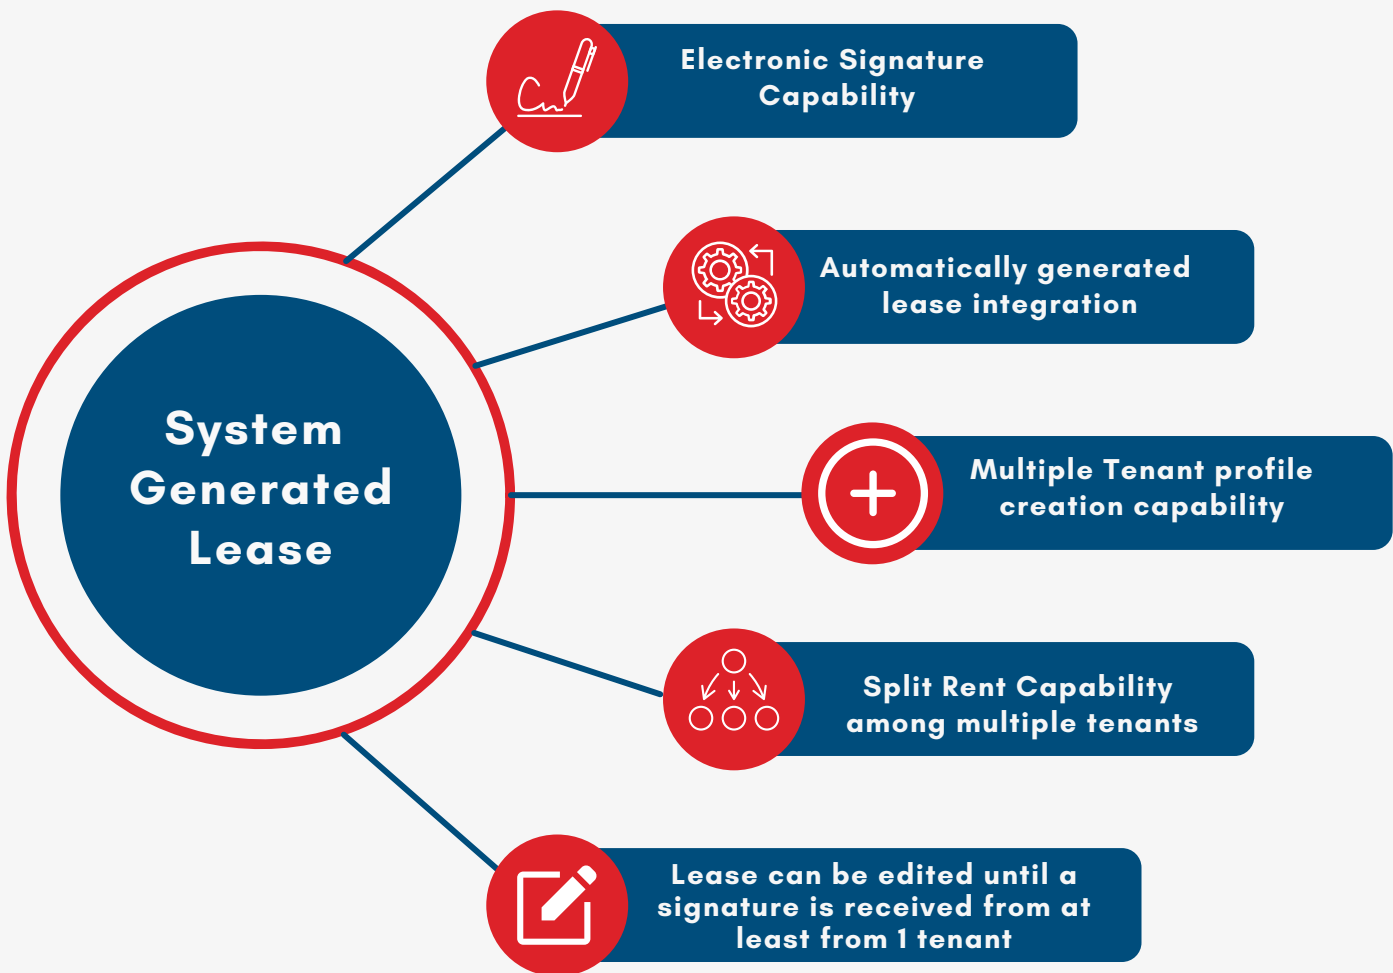 Electronic Signature
Capability
Automatically generated
lease integration
System
Generated
Lease
Multiple Tenant profile
creation capability
Split Rent Capability
among multiple tenants
Lease can be edited until a
signature is received from at
least from 1 tenant